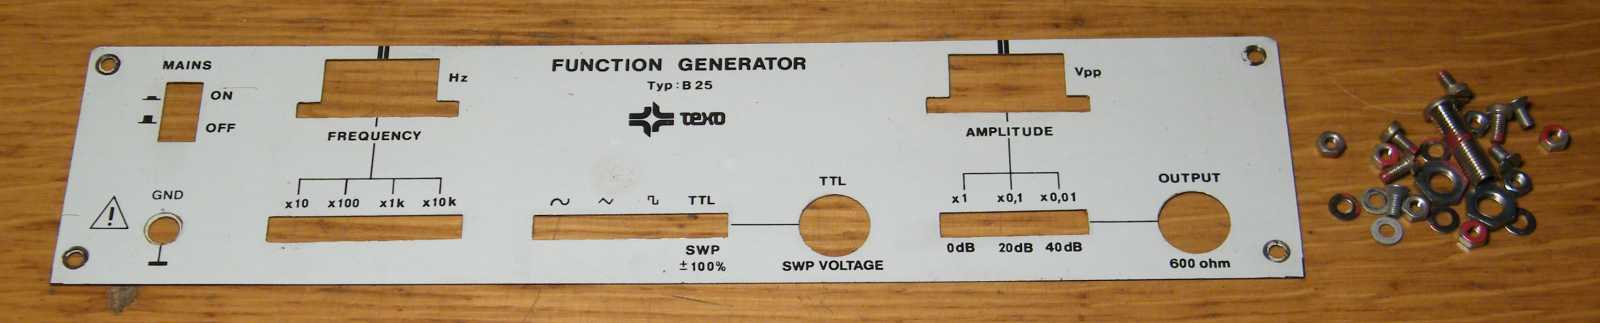 MAINS
ON
OFF
GND
Hz
FREQUENCY
x10 x100 x1k x10k
FUNCTION GENERATOR
Typ: B 25
texo
TTL
SWP
±100%
TTL
SWP VOLTAGE
Vpp
AMPLITUDE
x1 x0,1 x0,01
0dB 20dB 40dB
OUTPUT
600 ohm